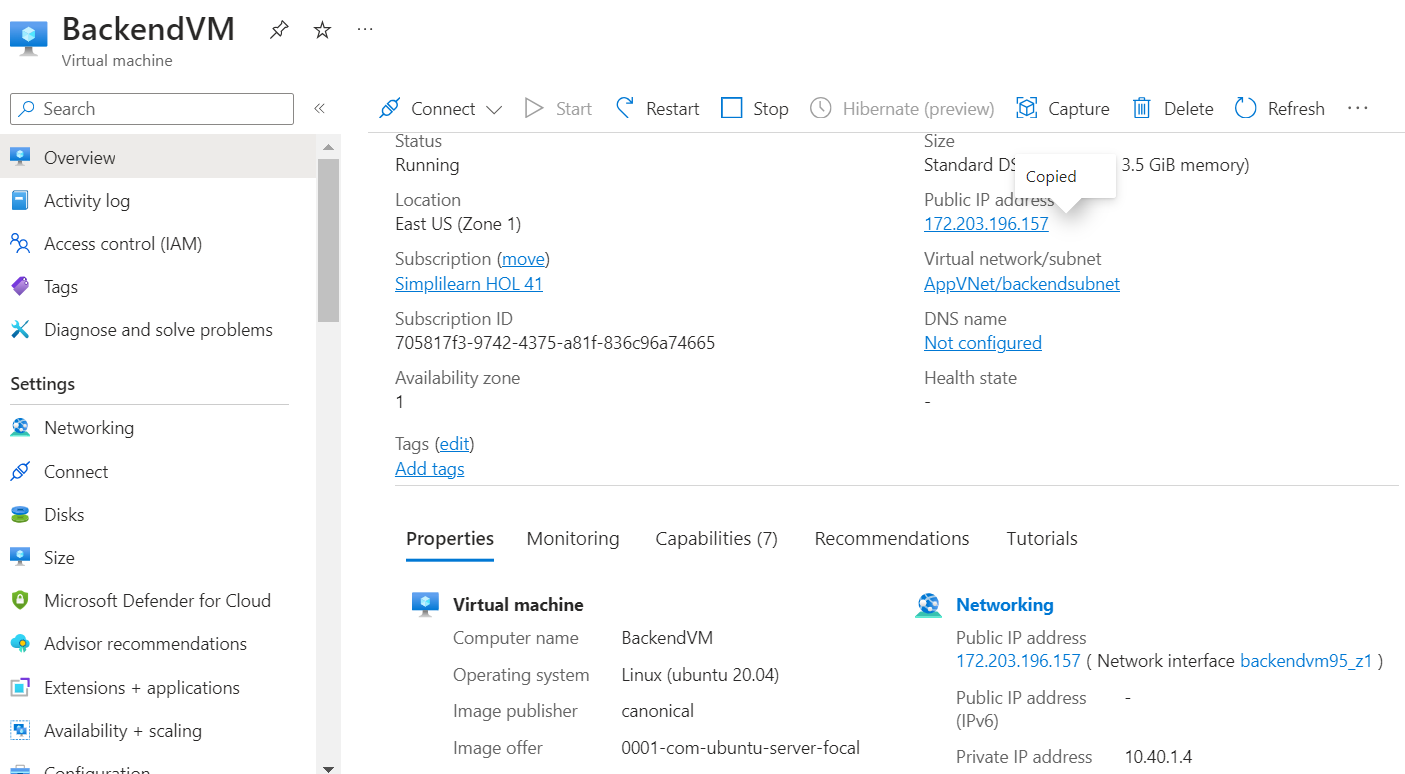 BackendVM
Virtual machine
Search
«
Connect
Start
Restart
Stop
Hibernate (preview)
Capture
Delete
Refresh
Overview
Activity log
Access control (IAM)
Tags
Diagnose and solve problems
Settings
Networking
Connect
Disks
Size
Microsoft Defender for Cloud
Advisor recommendations
Extensions + applications
Availability + scaling
Configuration
Status
Running
Location
East US (Zone 1)
Subscription (move)
Simplilearn HOL 41
Subscription ID
705817f3-9742-4375-a81f-836c96a74665
Availability zone
1
Tags (edit)
Add tags
Size
Standard DS 3.5 GiB memory)
Copied
Public IP address
172.203.196.157
Virtual network/subnet
AppVNet/backendsubnet
DNS name
Not configured
Health state
-
Properties Monitoring Capabilities (7) Recommendations Tutorials
Virtual machine
Computer name BackendVM
Operating system Linux (ubuntu 20.04)
Image publisher canonical
Image offer 0001-com-ubuntu-server-focal
Networking
Public IP address
172.203.196.157 ( Network interface backendvm95_z1 )
Public IP address -
(IPv6)
Private IP address 10.40.1.4